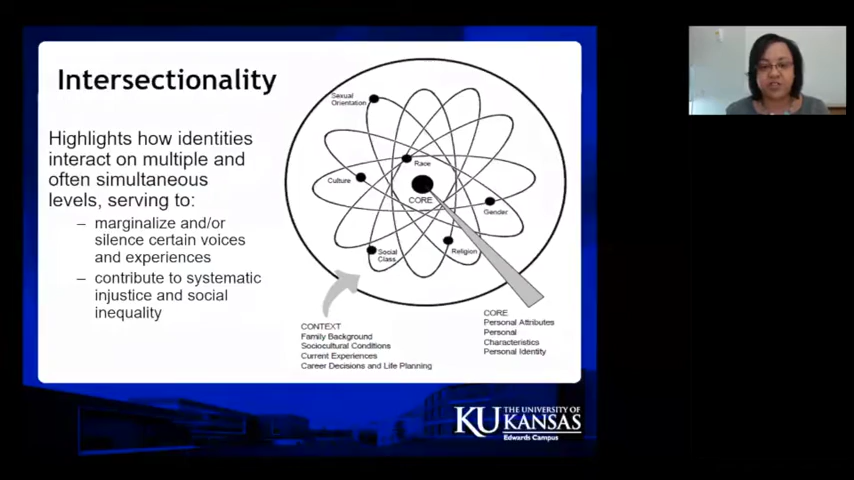 Intersectionality
Highlights how identities
interact on multiple and
often simultaneous
levels, serving to:
– marginalize and/or
silence certain voices
and experiences
– contribute to systematic
injustice and social
inequality
Sexual
Orientation
Race
Culture
CORE
Gender
Social
Class
Religion
CONTEXT
Family Background
Sociocultural Conditions
Current Experiences
Career Decisions and Life Planning
CORE
Personal Attributes
Personal
Characteristics
Personal Identity
KU THE UNIVERSITY OF
KANSAS
Edwards Campus